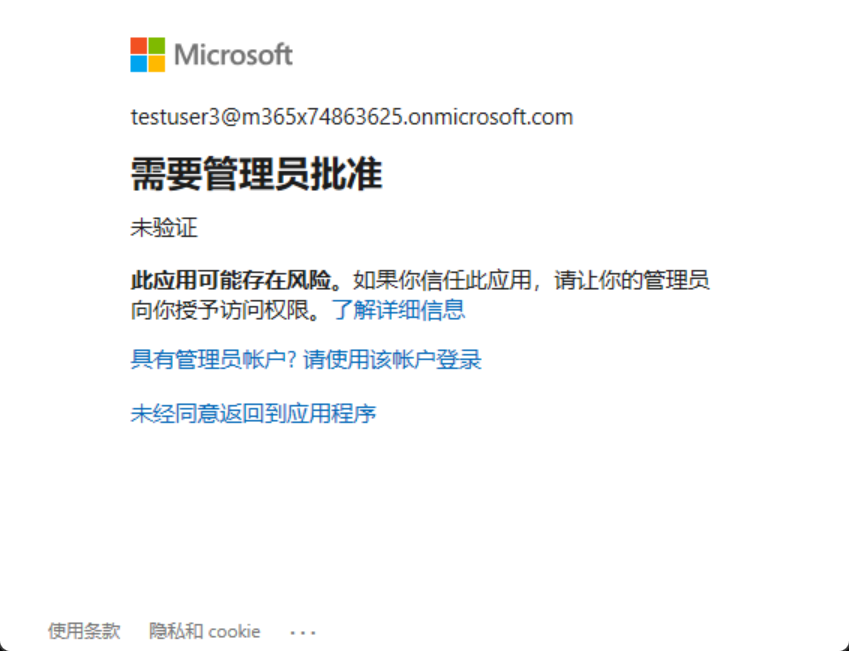 Microsoft
testuser3@m365x74863625.onmicrosoft.com
需要管理员批准
未验证
此应用可能存在风险。如果你信任此应用，请让你的管理员
向你授予访问权限。了解详细信息
具有管理员帐户? 请使用该帐户登录
未经同意返回到应用程序
使用条款 隐私和 cookie ···